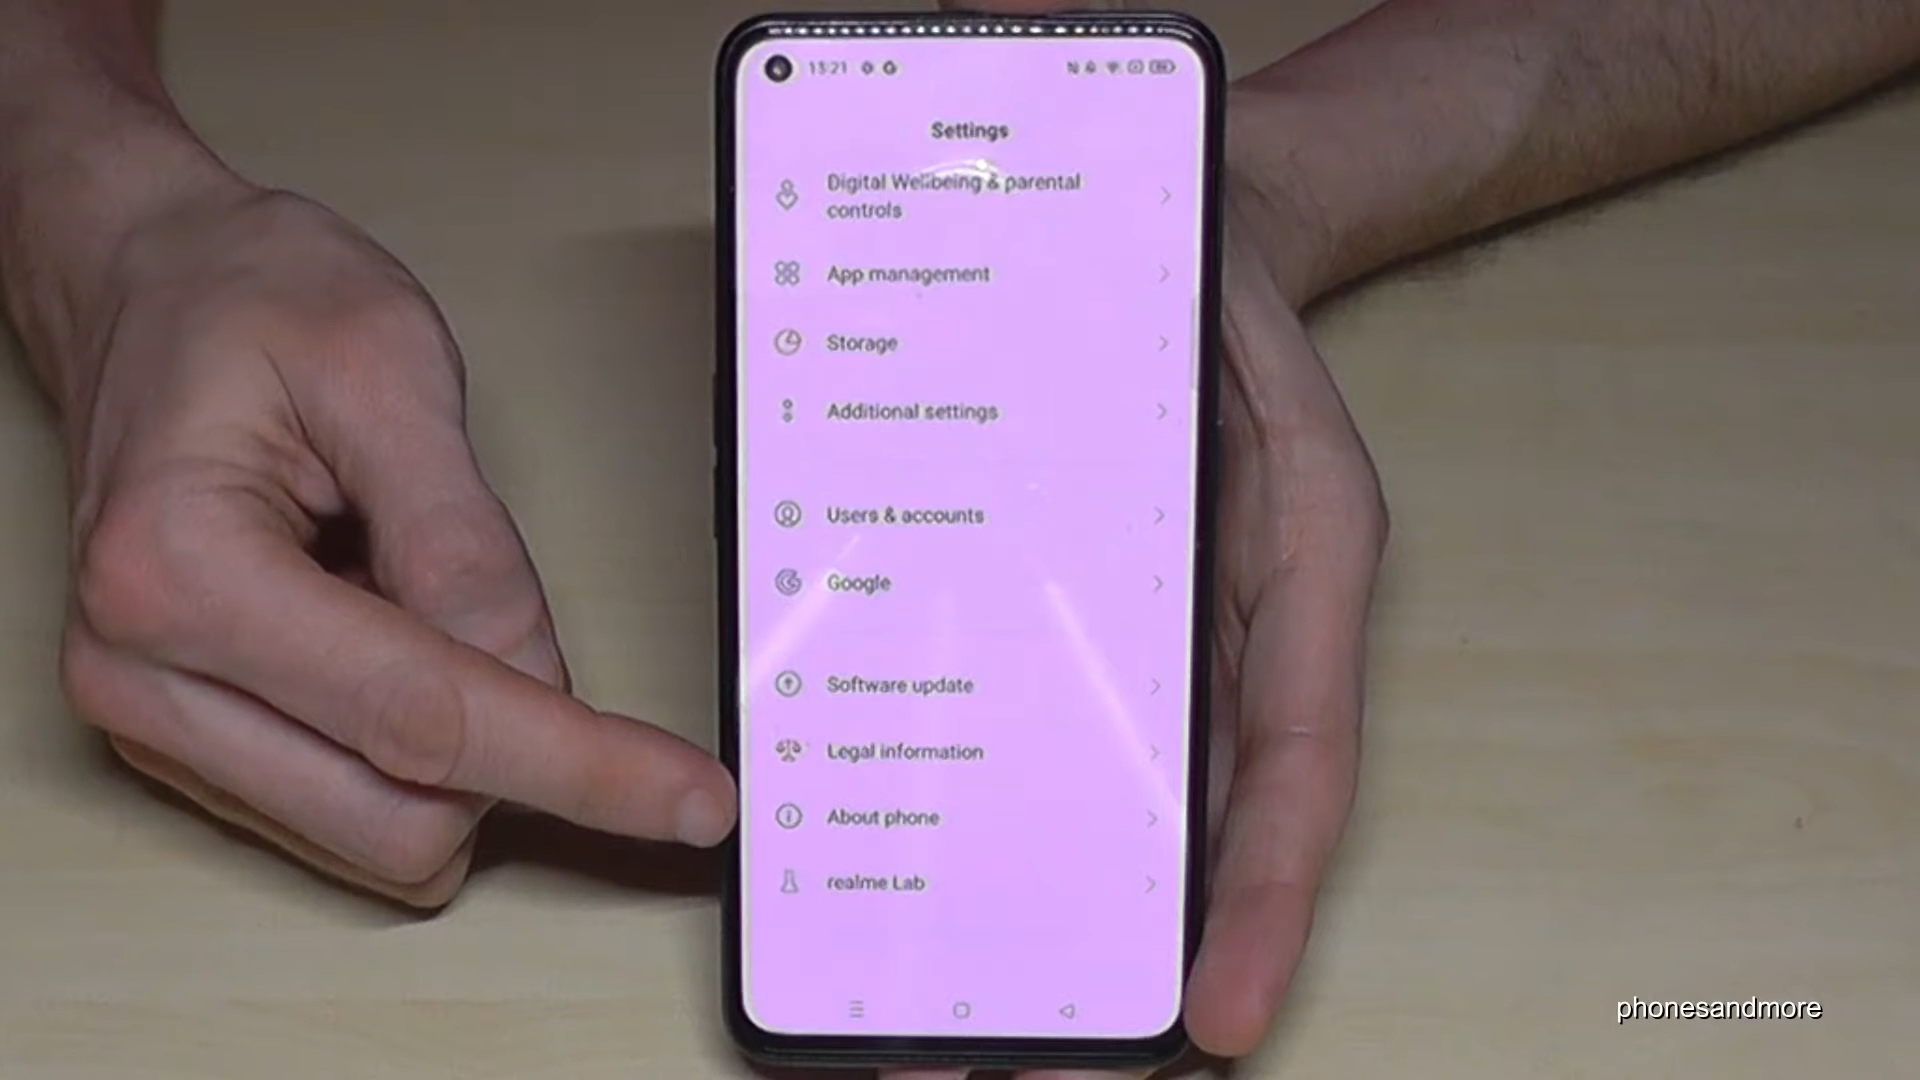 13:21
Settings
Digital Wellbeing & parental
controls
App management
Storage
Additional settings
Users & accounts
Google
Software update
Legal information
About phone
realme Lab
phonesandmore